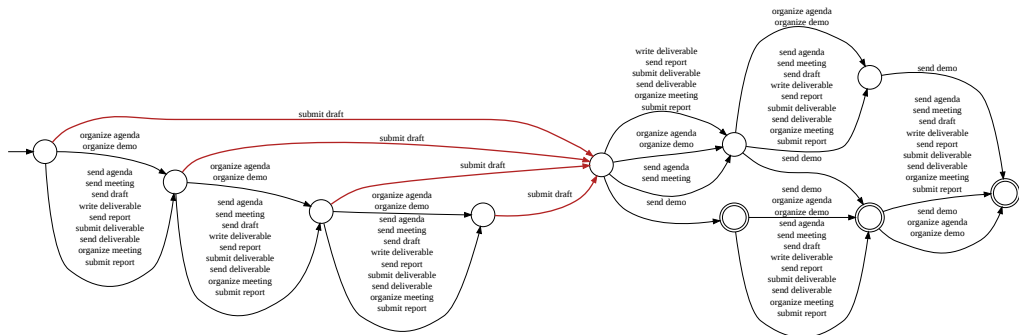 submit draft
organize agenda
organize demo
send agenda
send meeting
send draft
write deliverable
send report
submit deliverable
send deliverable
organize meeting
submit report
submit draft
organize agenda
organize demo
send agenda
send meeting
send draft
write deliverable
send report
submit deliverable
send deliverable
organize meeting
submit report
submit draft
organize agenda
organize demo
send agenda
send meeting
send draft
write deliverable
send report
submit deliverable
send deliverable
organize meeting
submit report
submit draft
write deliverable
send report
submit deliverable
send deliverable
organize meeting
submit report
organize agenda
organize demo
send agenda
send meeting
send demo
organize agenda
organize demo
send agenda
send meeting
send draft
write deliverable
send report
submit deliverable
send deliverable
organize meeting
submit report
send demo
send demo
organize agenda
organize demo
send agenda
send meeting
send draft
write deliverable
send report
submit deliverable
send deliverable
organize meeting
submit report
send demo
send agenda
send meeting
send draft
write deliverable
send report
submit deliverable
send deliverable
organize meeting
submit report
send demo
organize agenda
organize demo